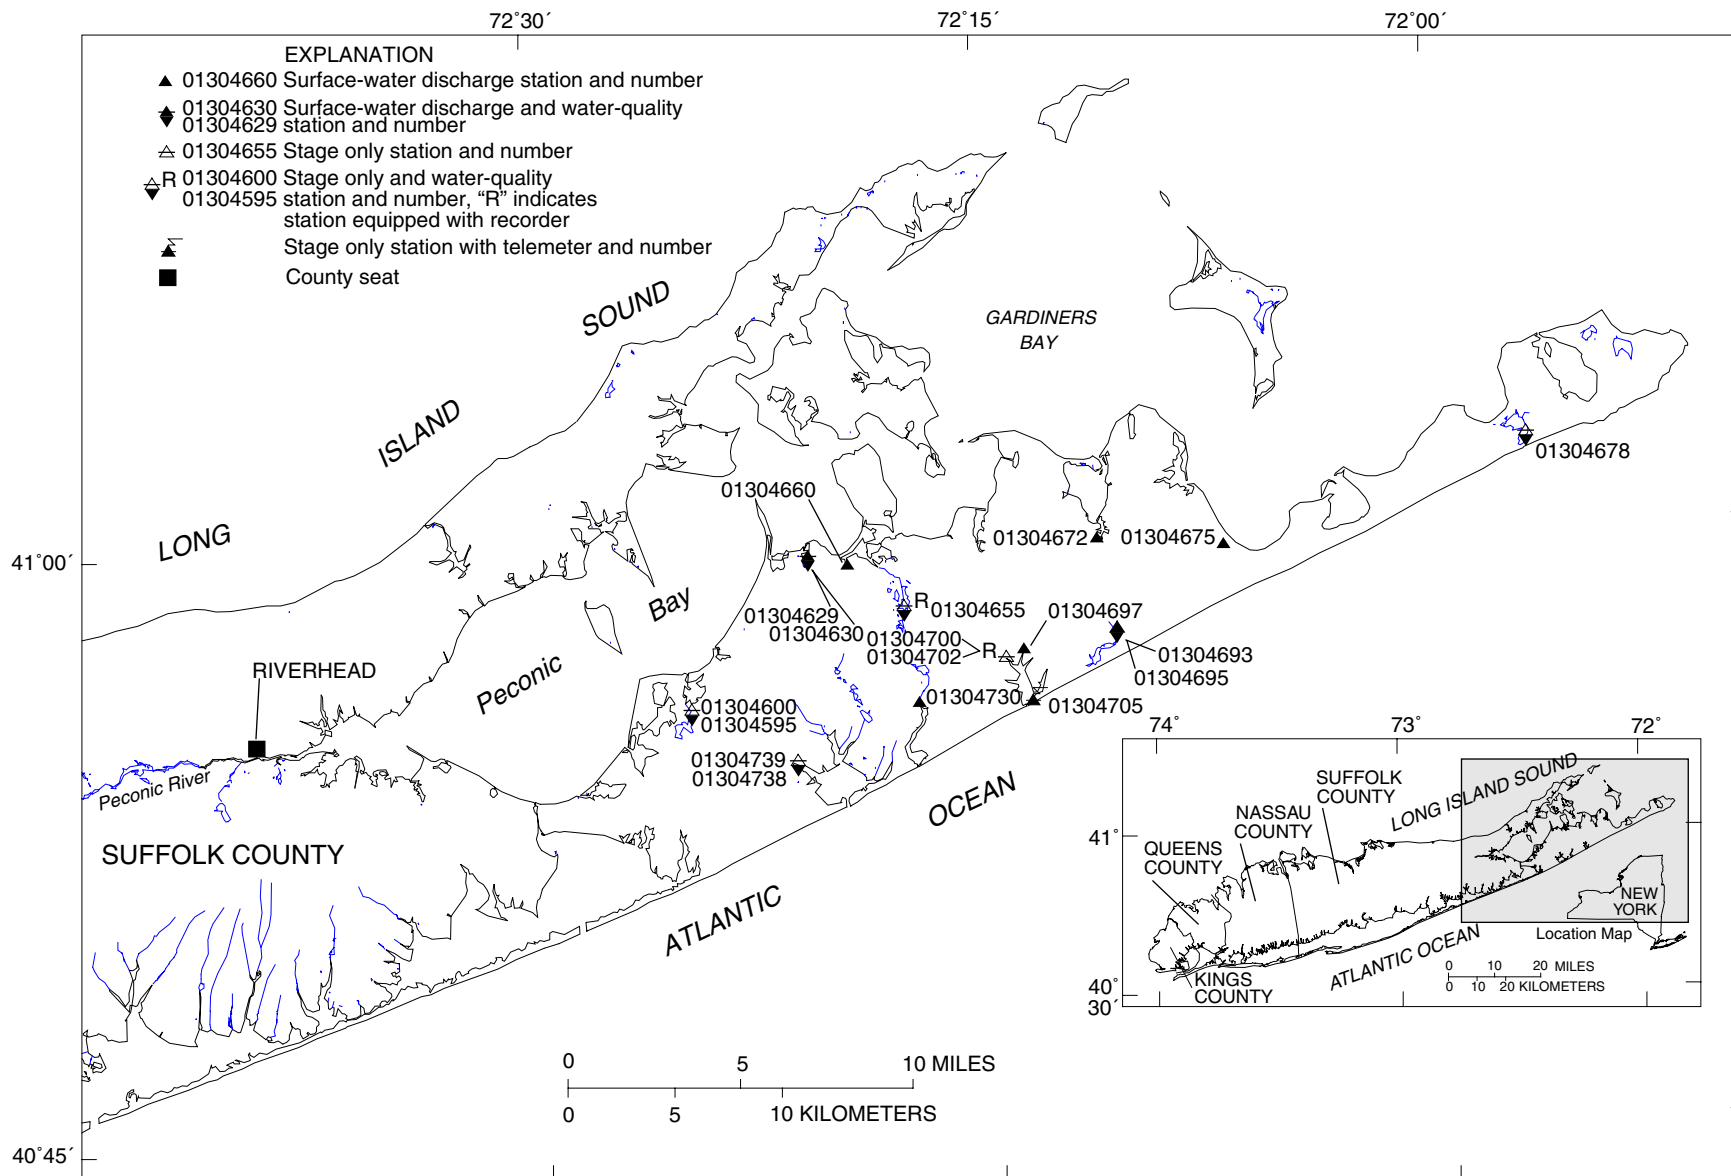 72°30´
72°15´
72°00´
EXPLANATION
01304660 Surface-water discharge station and number
01304630 Surface-water discharge and water-quality
01304629 station and number
01304655 Stage only station and number
R 01304600 Stage only and water-quality
01304595 station and number, “R” indicates
station equipped with recorder
Stage only station with telemeter and number
County seat
LONG
ISLAND
SOUND
GARDINERS
BAY
01304678
01304660
01304672
01304675
41°00´
Bay
01304629
01304630
R 01304655
01304697
01304700
01304702
R
01304693
01304695
RIVERHEAD
Peconic
01304600
01304595
01304730
01304705
01304739
01304738
Peconic River
OCEAN
ATLANTIC
SUFFOLK COUNTY
74°
73°
72°
SUFFOLK
COUNTY
LONG ISLAND SOUND
NASSAU
COUNTY
41°
QUEENS
COUNTY
NEW
YORK
Location Map
ATLANTIC OCEAN
KINGS
COUNTY
0 10 20 MILES
0 10 20 KILOMETERS
40°
30´
0 5 10 MILES
0 5 10 KILOMETERS
40°45´